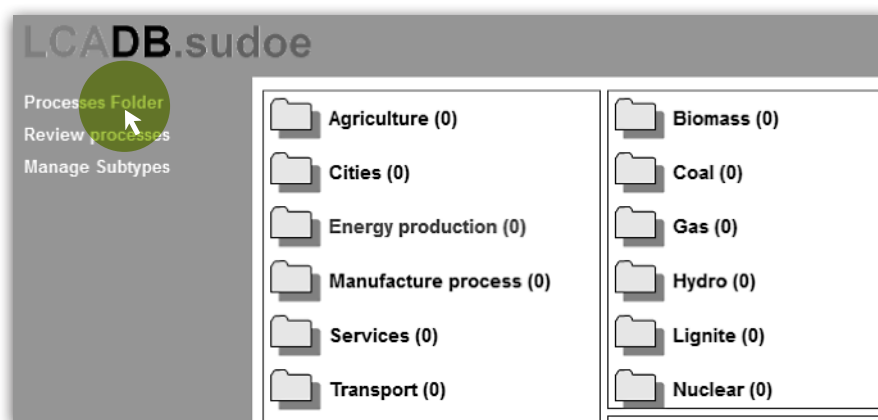 LCADB.sudoe
Processes Folder
Review processes
Manage Subtypes
Agriculture (0)
Cities (0)
Energy production (0)
Manufacture process (0)
Services (0)
Transport (0)
Biomass (0)
Coal (0)
Gas (0)
Hydro (0)
Lignite (0)
Nuclear (0)